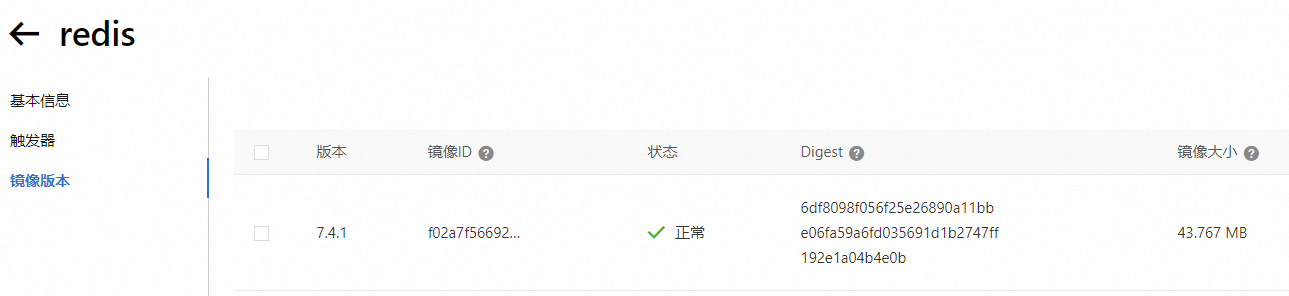 redis
基本信息
触发器
镜像版本
版本 镜像ID ? 状态 Digest ? 镜像大小 ?
7.4.1 f02a7f56692... 正常 6df8098f056f25e26890a11bb
e06fa59a6fd035691d1b2747ff
192e1a04b4e0b 43.767 MB